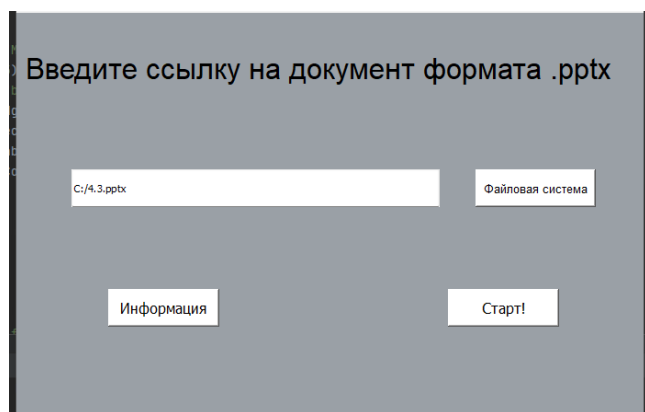 Введите ссылку на документ формата .pptx
C:/4.3.pptx
Файловая система
Информация
Старт!